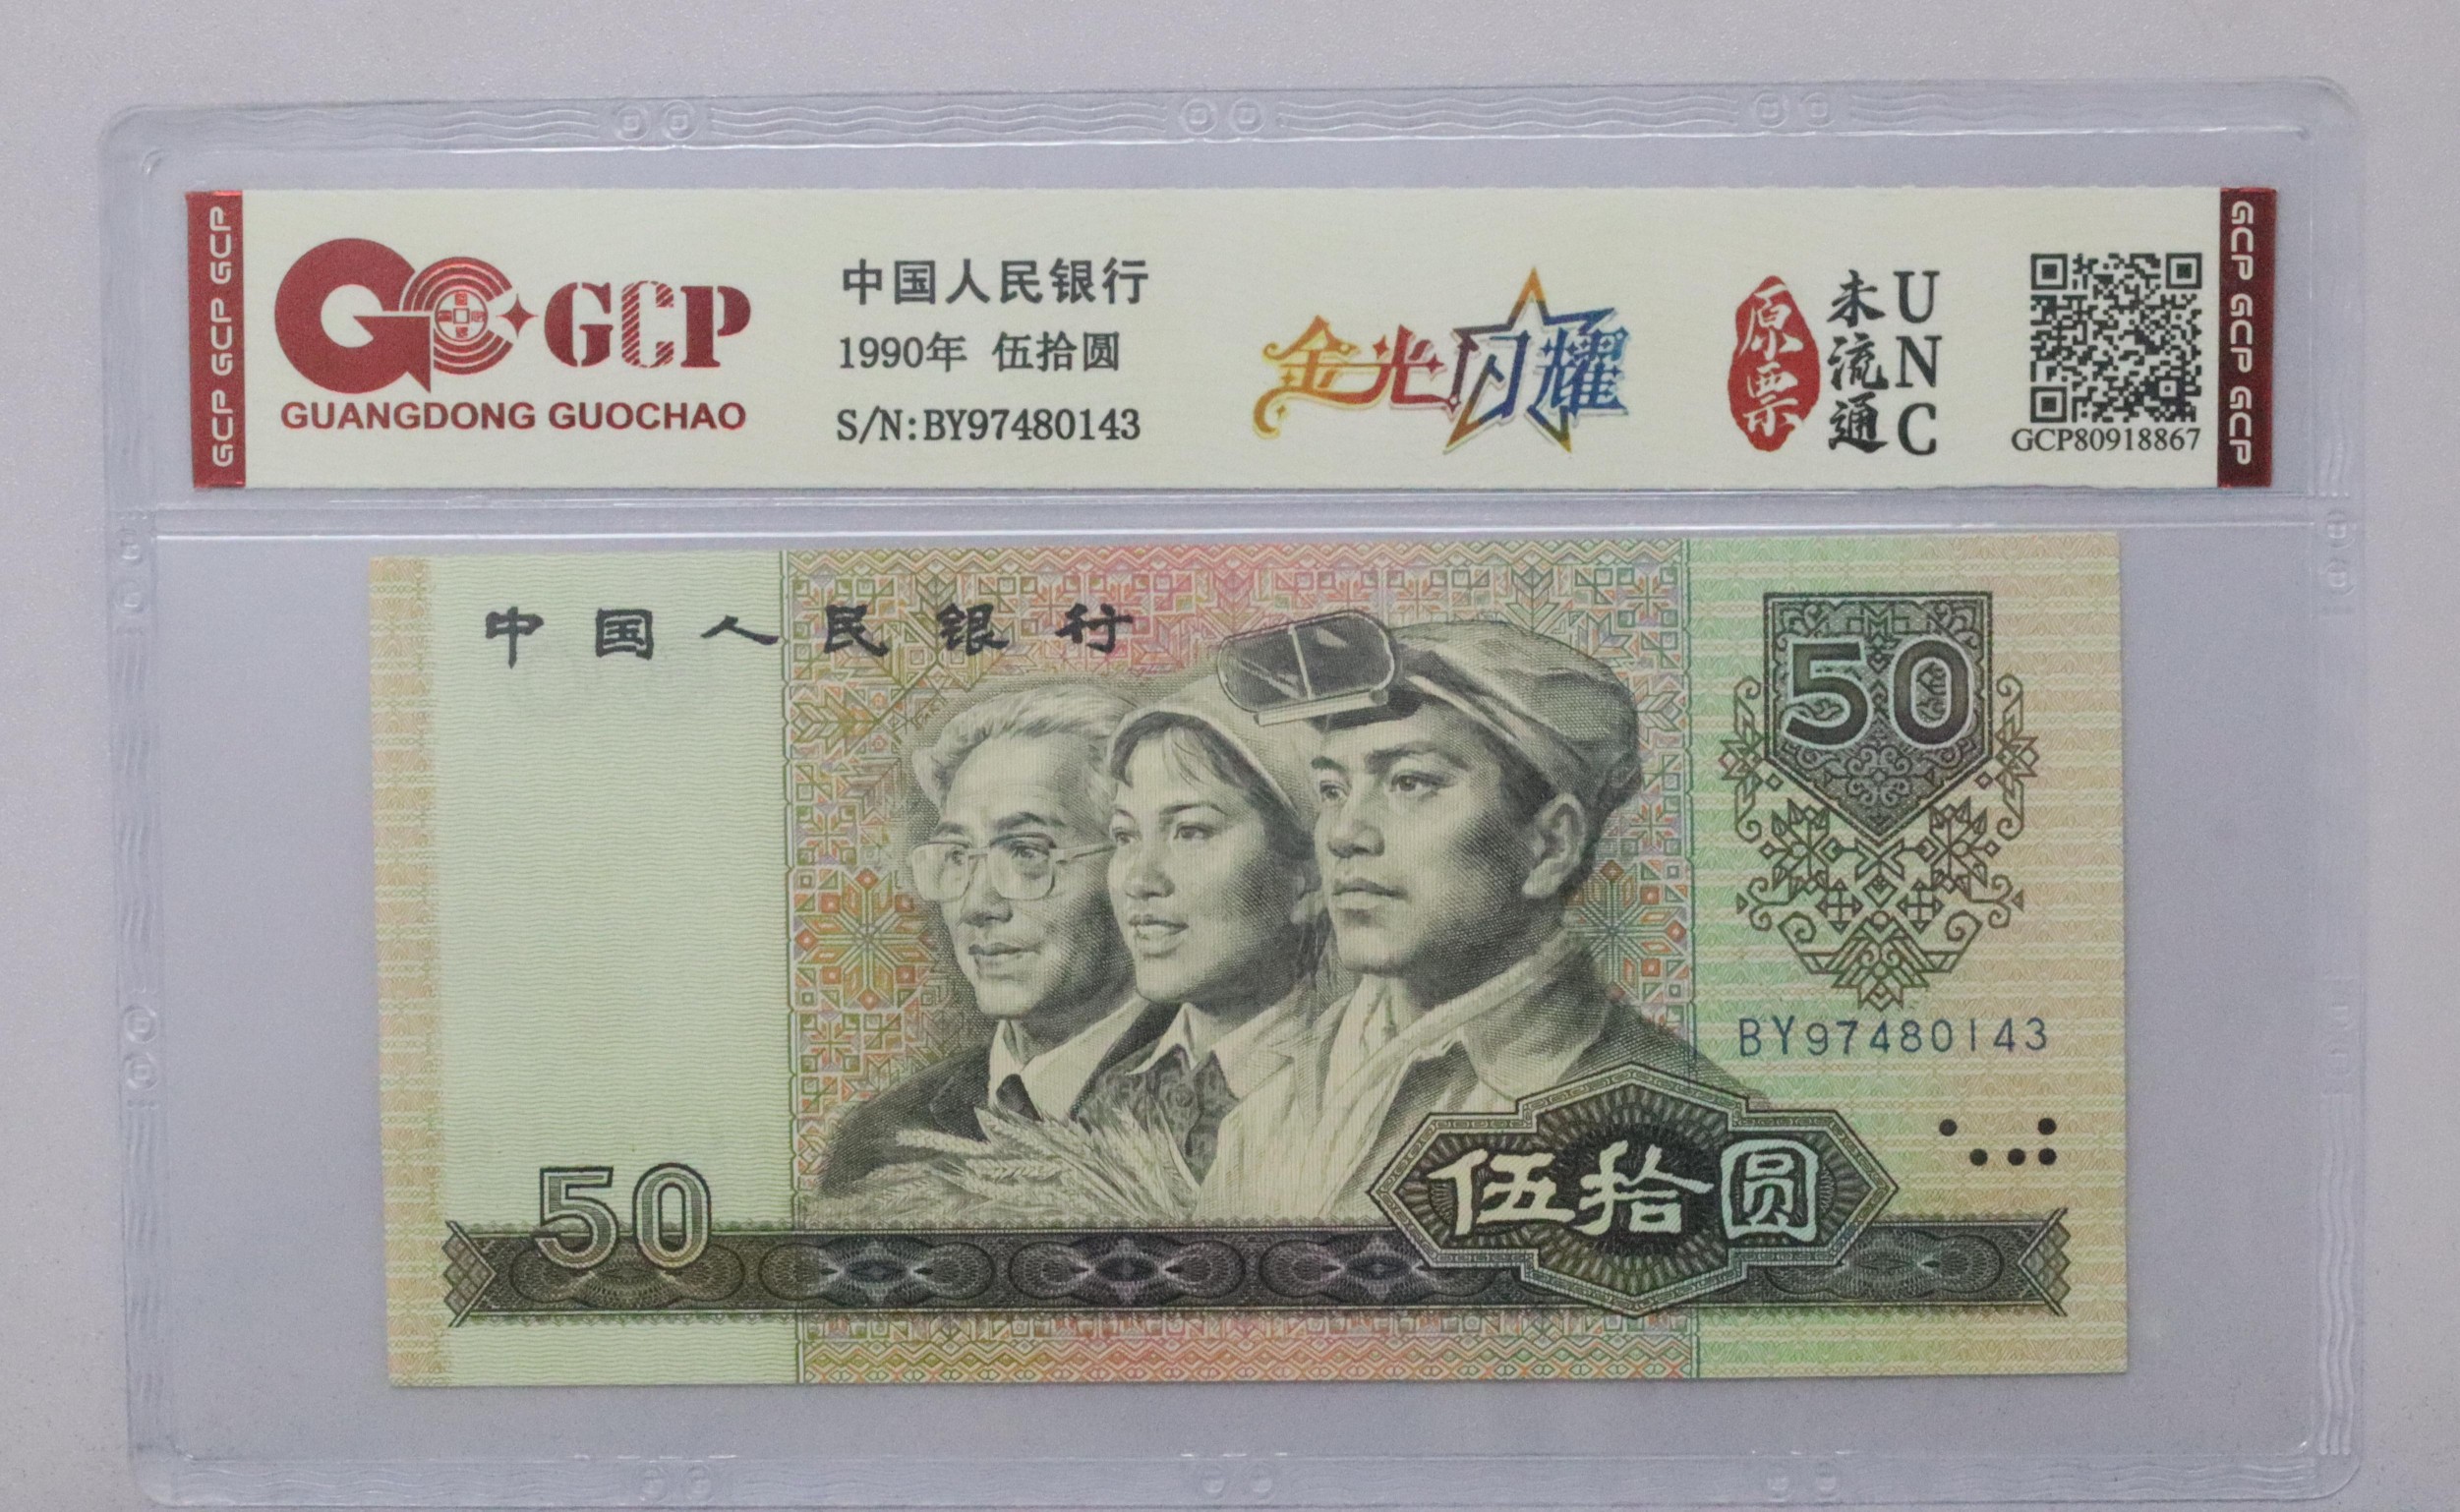 GCP GCP GCP
GCP
GUANGDONG GUOCHAO
中国人民银行
1990年 伍拾圆
S/N:BY97480143
金光闪耀
原票
未流通
UNC
GCP80918867
GCP GCP GCP
中国人民银行
50
BY97480143
50
伍拾圆